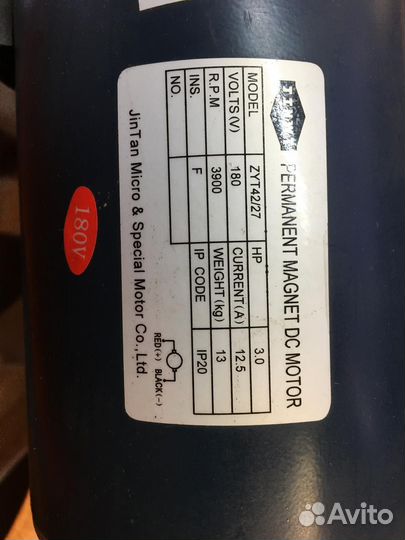 PERMANENT MAGNET DC MOTOR
MODEL ZYT42/27 HP 3.0
VOLTS(V) 180 CURRENT(A) 12.5
R.P.M 3900 WEIGHT(kg) 13
INS. F IP CODE IP20
NO.
RED(+) BLACK(-)
JinTan Micro & Special Motor Co.,Ltd.
180V
Avito